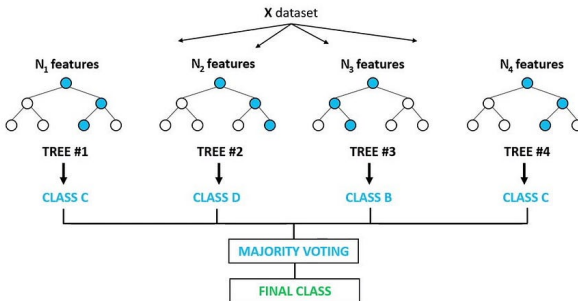 X dataset
N1 features
N2 features
N3 features
N4 features
TREE #1
TREE #2
TREE #3
TREE #4
CLASS C
CLASS D
CLASS B
CLASS C
MAJORITY VOTING
FINAL CLASS